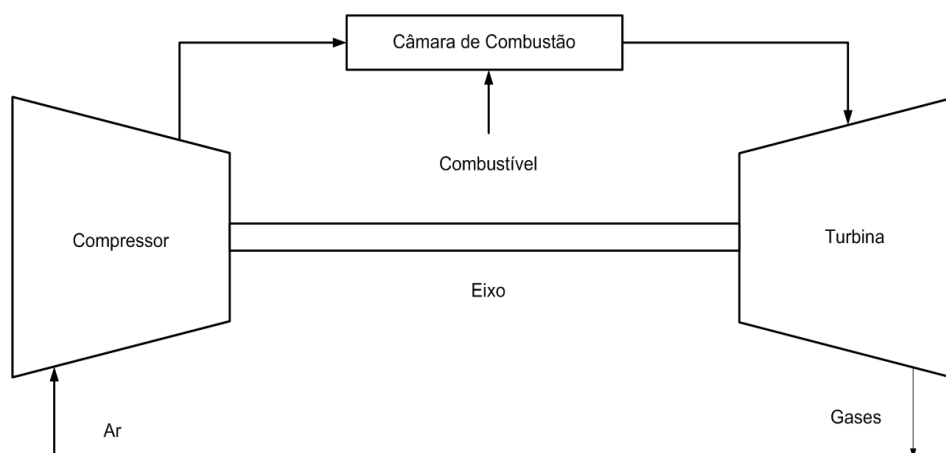 Câmara de Combustão
Combustível
Compressor
Turbina
Eixo
Ar
Gases